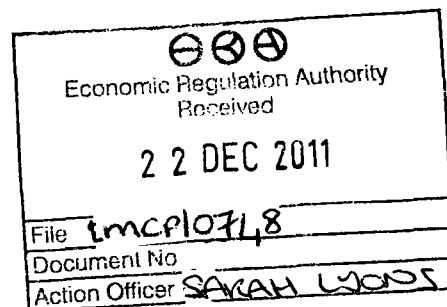 Economic Regulation Authority
Received
22 DEC 2011
File
Document No
Action Officer SARAH LYONS